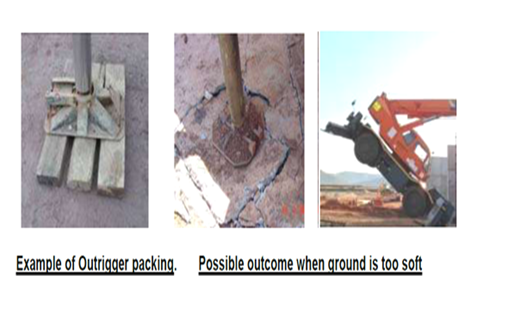 Example of Outrigger packing. Possible outcome when ground is too soft